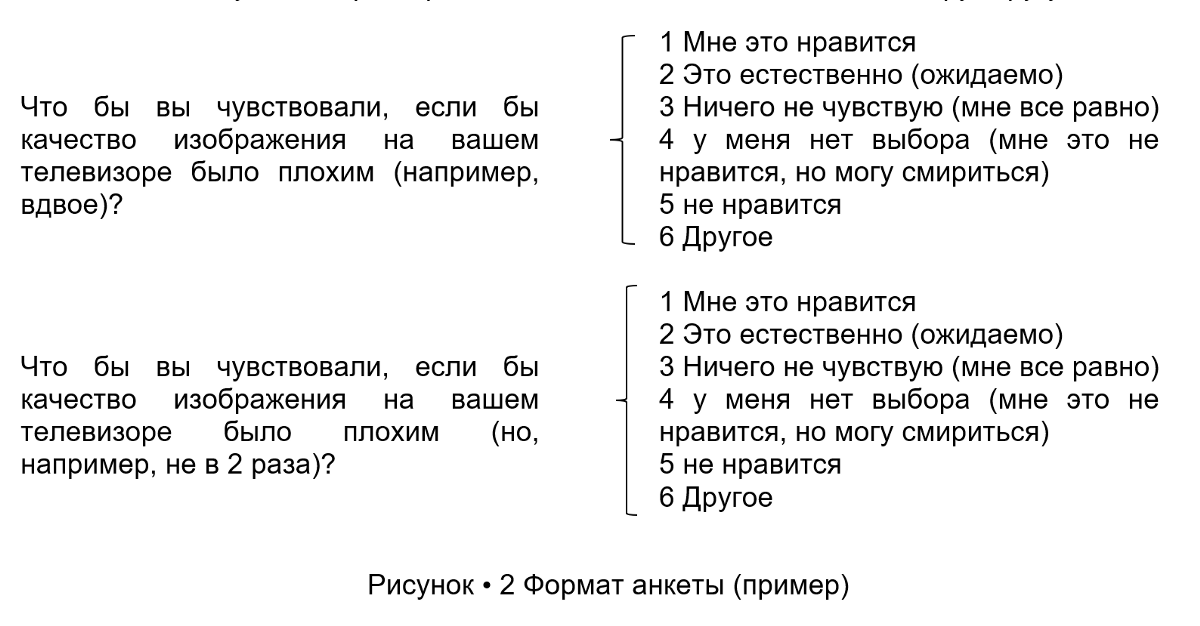 Что бы вы чувствовали, если бы
качество изображения на вашем
телевизоре было плохим (например,
вдвое)?
1 Мне это нравится
2 Это естественно (ожидаемо)
3 Ничего не чувствую (мне все равно)
4 у меня нет выбора (мне это не
нравится, но могу смириться)
5 не нравится
6 Другое
Что бы вы чувствовали, если бы
качество изображения на вашем
телевизоре было плохим (но,
например, не в 2 раза)?
1 Мне это нравится
2 Это естественно (ожидаемо)
3 Ничего не чувствую (мне все равно)
4 у меня нет выбора (мне это не
нравится, но могу смириться)
5 не нравится
6 Другое
Рисунок • 2 Формат анкеты (пример)